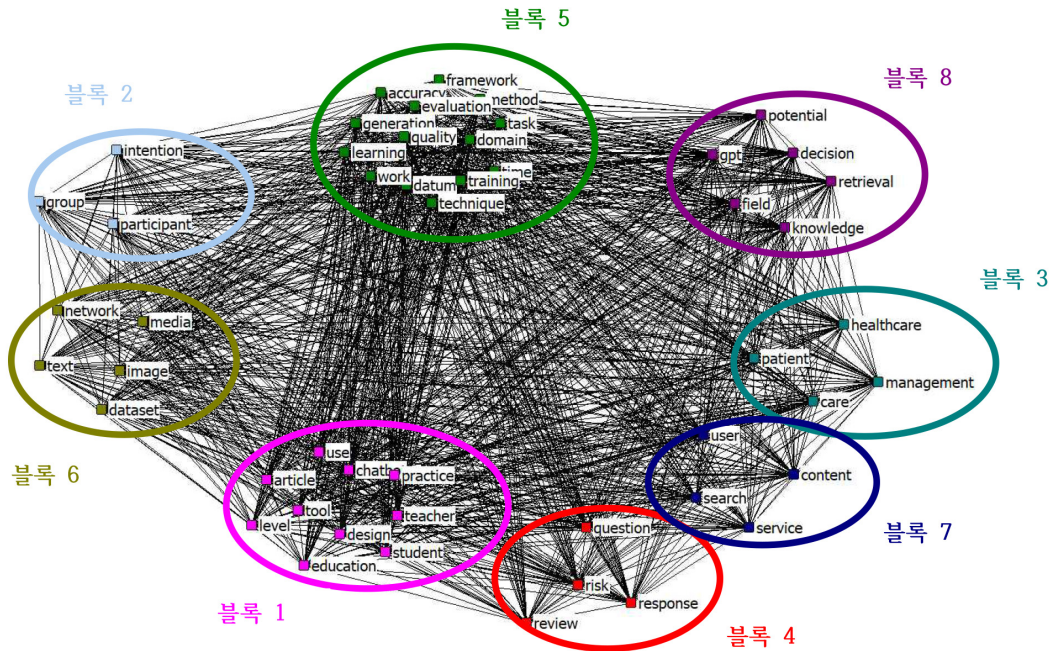 블록 5
framework
accuracy
method
evaluation
generation
task
quality
domain
learning
time
work
training
datum
technique
블록 2
intention
group
participant
블록 8
potential
gpt
decision
retrieval
field
knowledge
블록 3
healthcare
patient
management
care
network
media
text
image
dataset
블록 6
user
content
search
service
블록 7
use
article
practice
tool
level
teacher
design
student
education
블록 1
question
risk
response
review
블록 4